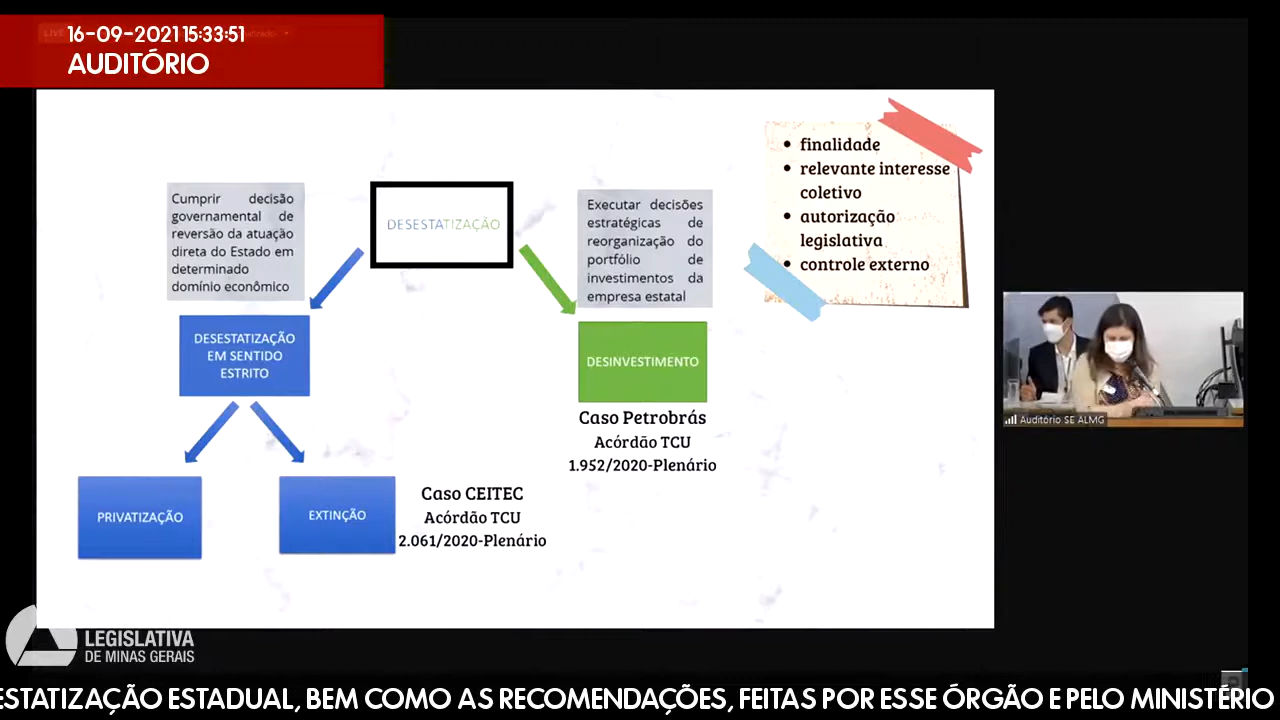 LIVE
16-09-2021 15:33:51
AUDITÓRIO
finalidade
relevante interesse
coletivo
autorização
legislativa
controle externo
Cumprir decisão
governamental de
reversão da atuação
direta do Estado em
determinado
domínio econômico
DESESTATIZAÇÃO
Executar decisões
estratégicas de
reorganização do
portfólio de
investimentos da
empresa estatal
DESESTATIZAÇÃO
EM SENTIDO
ESTRITO
DESINVESTIMENTO
Caso Petrobrás
Acórdão TCU
1.952/2020-Plenário
PRIVATIZAÇÃO
EXTINÇÃO
Caso CEITEC
Acórdão TCU
2.061/2020-Plenário
Auditório SE ALMG
LEGISLATIVA
DE MINAS GERAIS
ESTATIZAÇÃO ESTADUAL, BEM COMO AS RECOMENDAÇÕES, FEITAS POR ESSE ÓRGÃO E PELO MINISTÉRIO